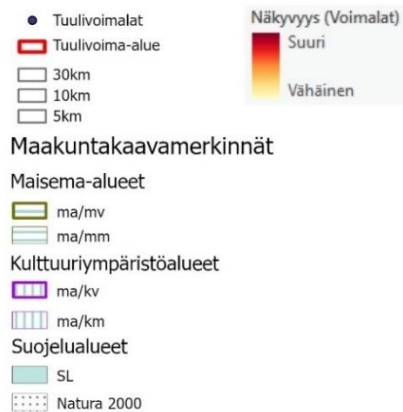 Tuulivoimalat
Tuulivoima-alue
30km
10km
5km
Näkyvyys (Voimalat)
Suuri
Vähäinen
Maakuntakaavamerkinnät
Maisema-alueet
ma/mv
ma/mm
Kulttuuriympäristöalueet
ma/kv
ma/km
Suojelualueet
SL
Natura 2000